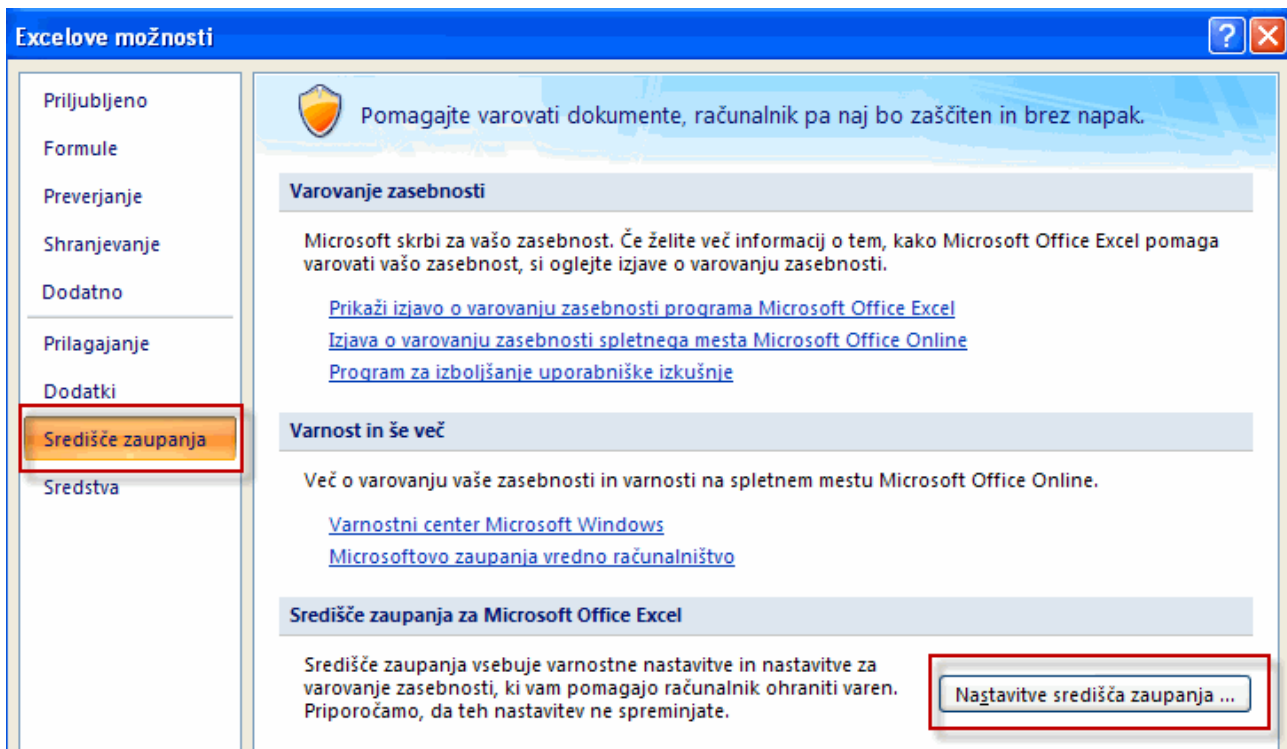 Excelove možnosti
Priljubljeno
Formule
Preverjanje
Shranjevanje
Dodatno
Prilagajanje
Dodatki
Središče zaupanja
Sredstva
Pomagajte varovati dokumente, računalnik pa naj bo zaščiten in brez napak.
Varovanje zasebnosti
Microsoft skrbi za vašo zasebnost. Če želite več informacij o tem, kako Microsoft Office Excel pomaga
varovati vašo zasebnost, si oglejte izjave o varovanju zasebnosti.
Prikaži izjavo o varovanju zasebnosti programa Microsoft Office Excel
Izjava o varovanju zasebnosti spletnega mesta Microsoft Office Online
Program za izboljšanje uporabniške izkušnje
Varnost in še več
Več o varovanju vaše zasebnosti in varnosti na spletnem mestu Microsoft Office Online.
Varnostni center Microsoft Windows
Microsoftovo zaupanja vredno računalništvo
Središče zaupanja za Microsoft Office Excel
Središče zaupanja vsebuje varnostne nastavitve in nastavitve za
varovanje zasebnosti, ki vam pomagajo računalnik ohraniti varen.
Priporočamo, da teh nastavitev ne spreminjate.
Nastavitve središča zaupanja ...